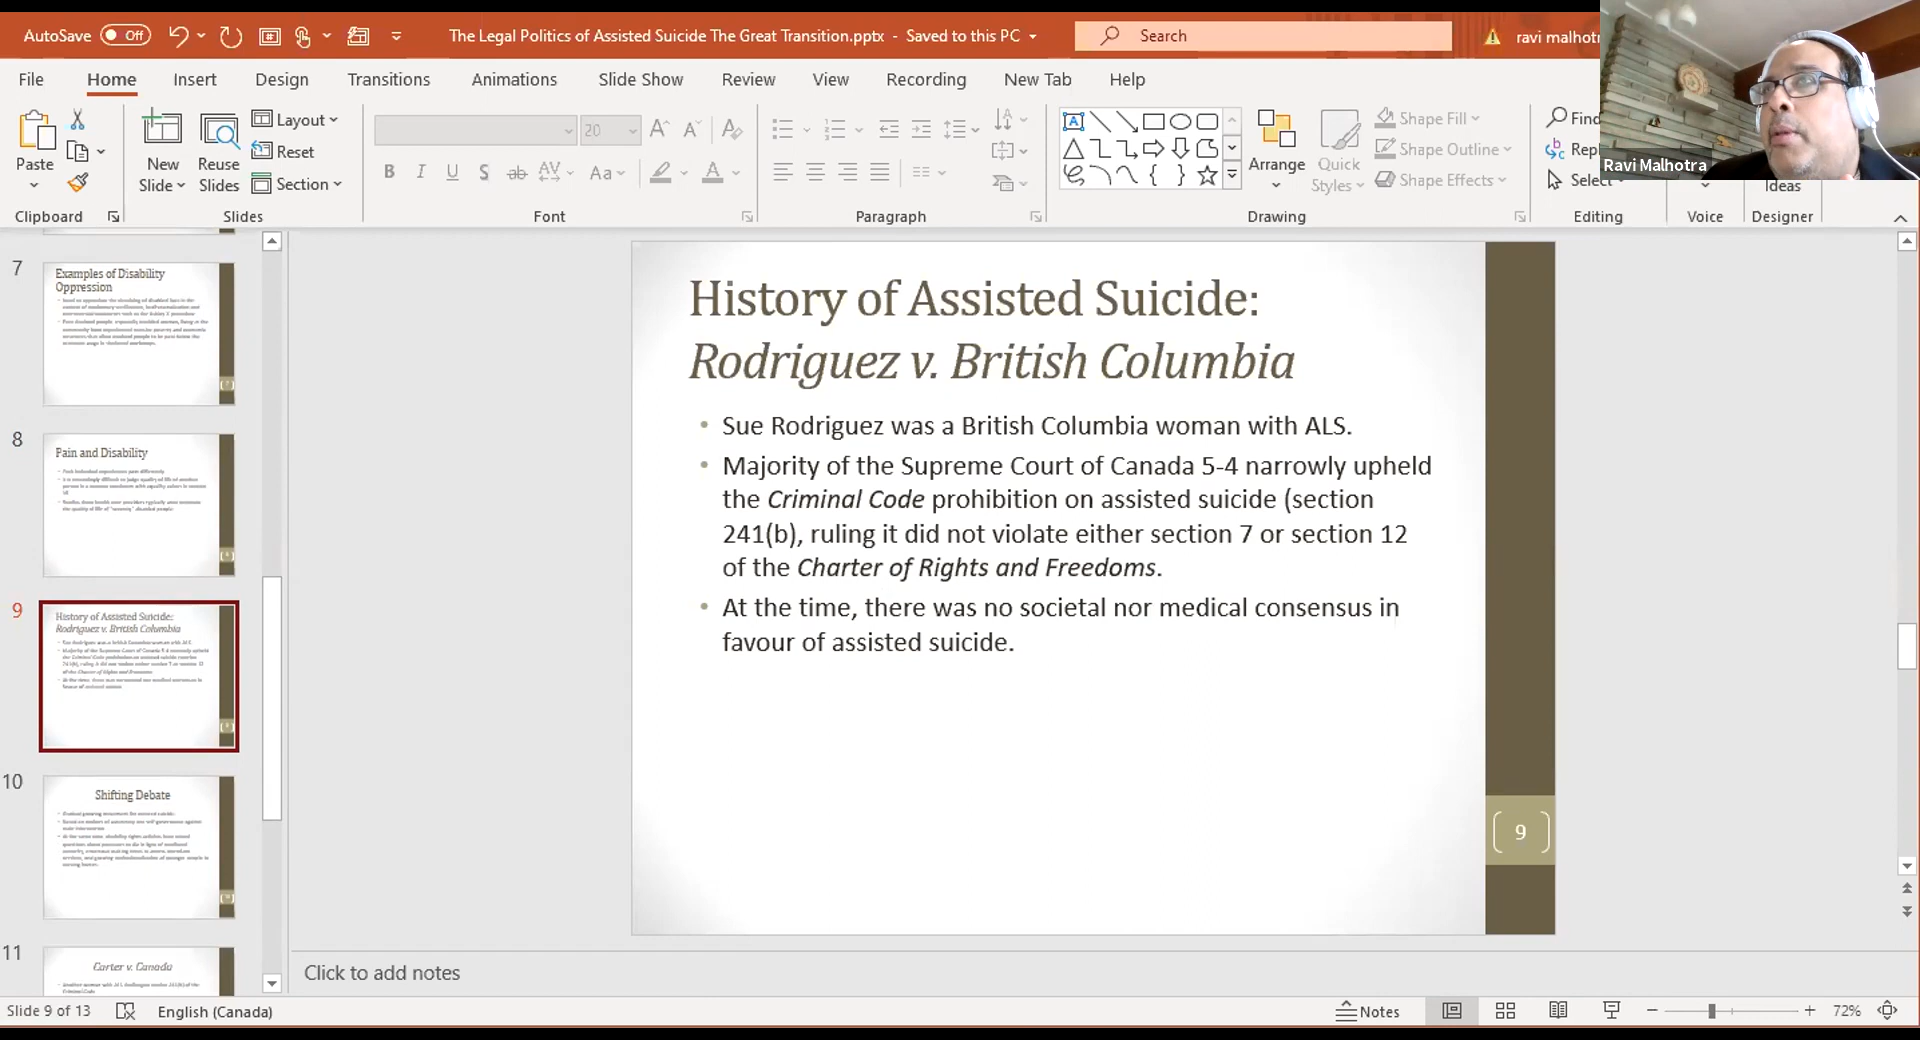 AutoSave Off The Legal Politics of Assisted Suicide The Great Transition.pptx - Saved to this PC Search ravi malhotr
File Home Insert Design Transitions Animations Slide Show Review View Recording New Tab Help
Paste
New Slide
Reuse Slides
Layout
Reset
Section
20
B I U S ab AV Aa A
Arrange
Quick Styles
Shape Fill
Shape Outline
Shape Effects
Find
Repl
Select
Ravi Malhotra
Ideas
Clipboard Slides Font Paragraph Drawing Editing Voice Designer
7
Examples of Disability
Oppression
8
Pain and Disability
9
History of Assisted Suicide:
Rodriguez v. British Columbia
10
Shifting Debate
11
Carter v. Canada
History of Assisted Suicide:
Rodriguez v. British Columbia
• Sue Rodriguez was a British Columbia woman with ALS.
• Majority of the Supreme Court of Canada 5-4 narrowly upheld
the Criminal Code prohibition on assisted suicide (section
241(b), ruling it did not violate either section 7 or section 12
of the Charter of Rights and Freedoms.
• At the time, there was no societal nor medical consensus in
favour of assisted suicide.
9
Click to add notes
Slide 9 of 13 English (Canada) Notes 72%